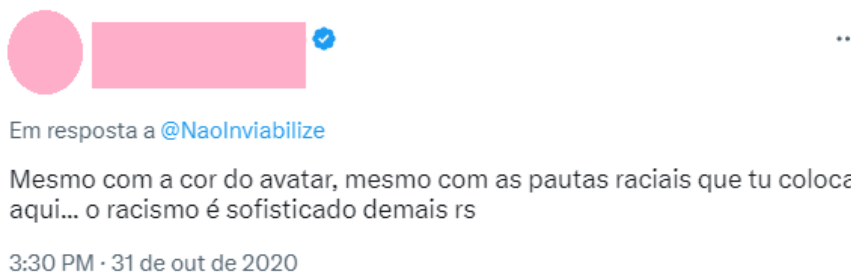 Em resposta a @NaoInviabilize
Mesmo com a cor do avatar, mesmo com as pautas raciais que tu coloca
aqui... o racismo é sofisticado demais rs
3:30 PM · 31 de out de 2020